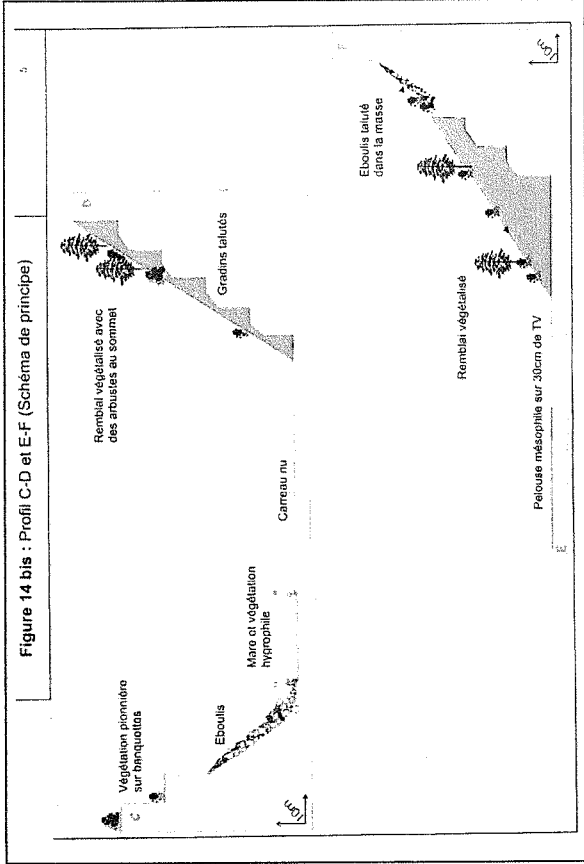 Figure 14 bis : Profil C-D et E-F (Schéma de principe)
Végétation pionnière
sur banquettes
C
Eboulis
Mare et végétation
hygrophile
Carreau nu
Remblai végétalisé avec
des arbustes au sommet
Gradins talutés
D
10m
Eboulis taluté
dans la masse
Remblai végétalisé
Pelouse mésophile sur 30cm de TV
E
F
10m